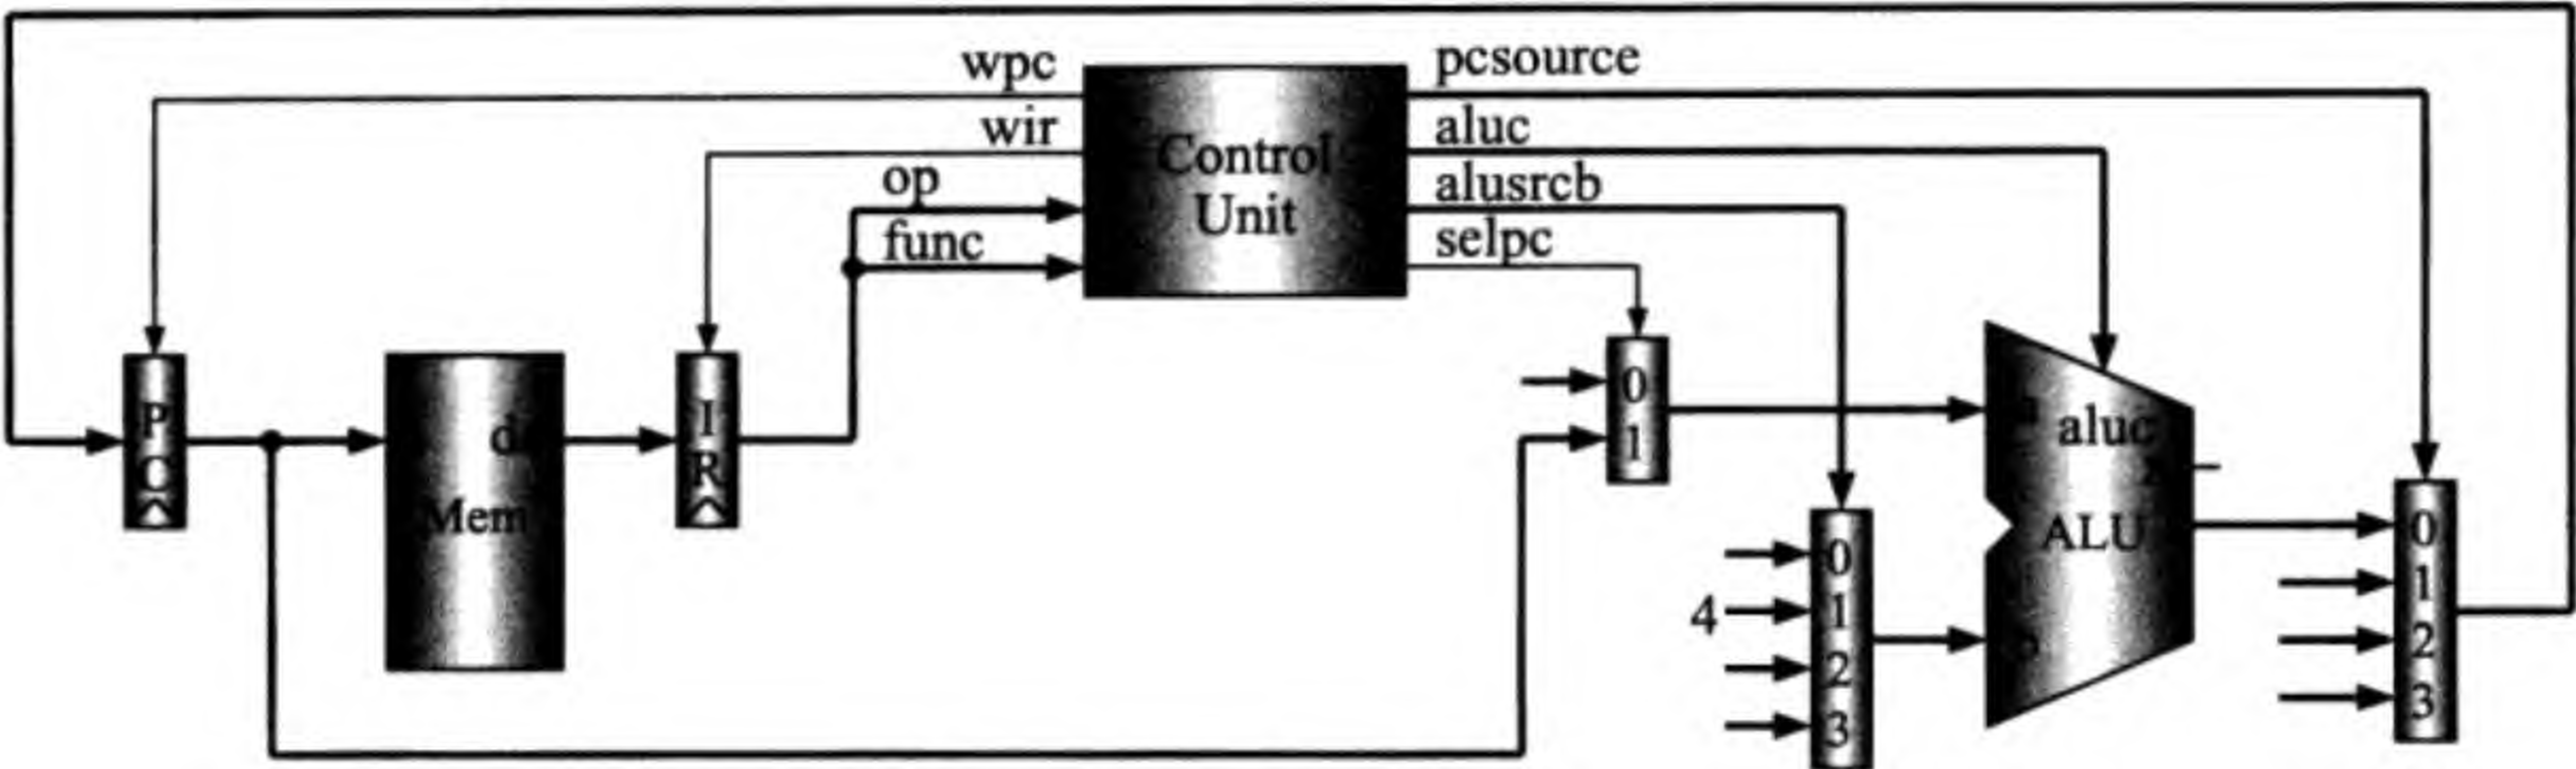 wpc
pcsource
wir
aluc
op
alusrcb
func
selpc
Control
Unit
P
C
Mem
I
R
0
1
4
0
1
2
3
aluc
ALU
0
1
2
3